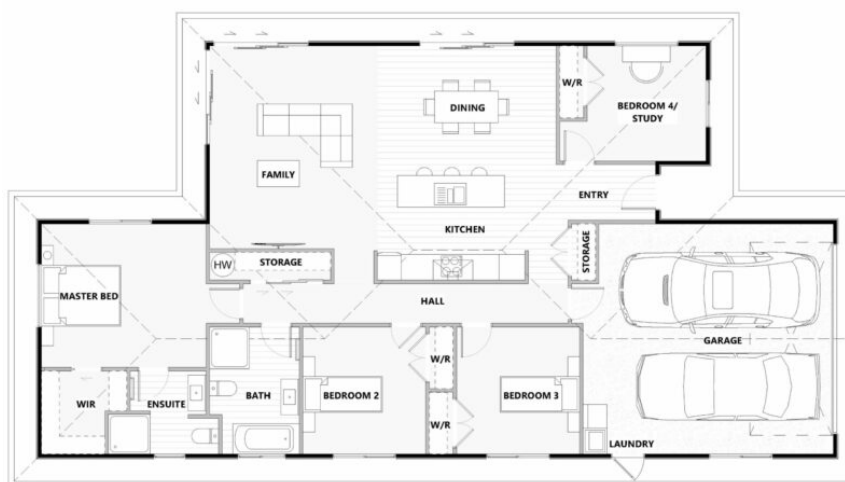 W/R
DINING
BEDROOM 4/
STUDY
FAMILY
ENTRY
KITCHEN
HW
STORAGE
STORAGE
MASTER BED
HALL
GARAGE
W/R
WIR
ENSUITE
BATH
BEDROOM 2
BEDROOM 3
W/R
LAUNDRY